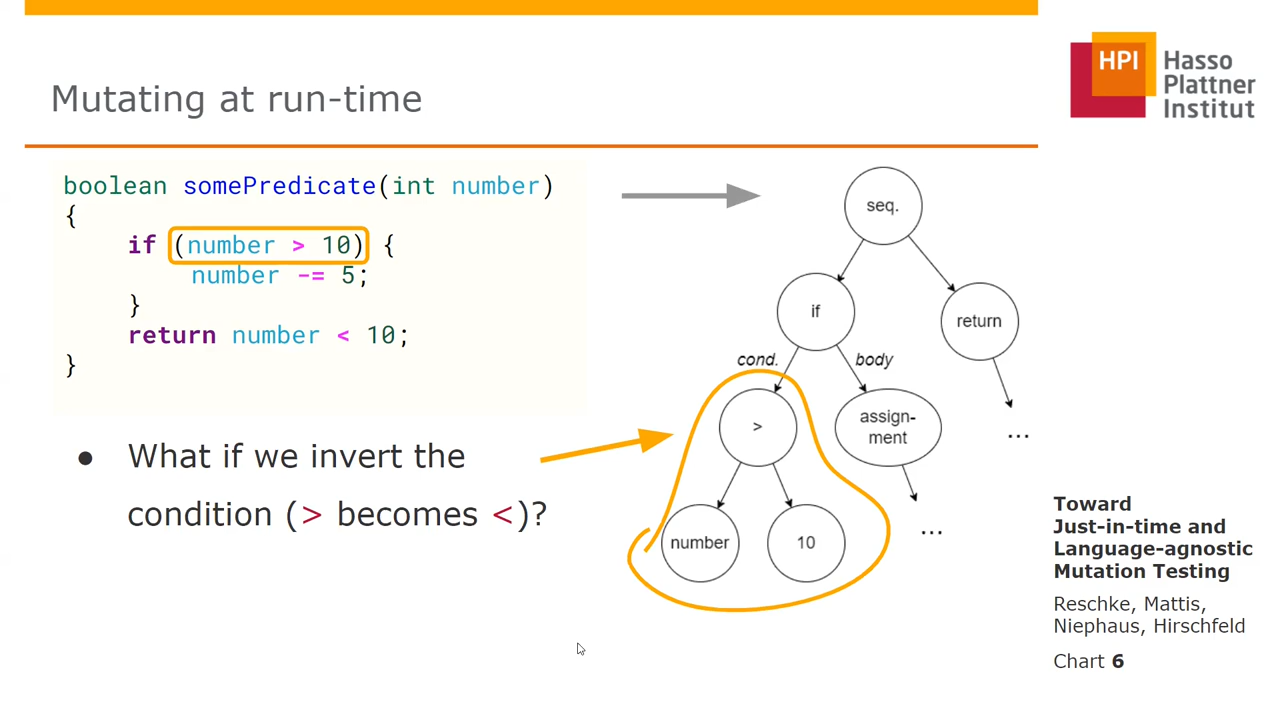 Mutating at run-time
HPI
Hasso
Plattner
Institut
boolean somePredicate(int number)
{
if (number > 10) {
number -= 5;
}
return number < 10;
}
● What if we invert the
condition (> becomes <)?
seq.
if
return
cond.
body
>
assign-
ment
...
number
10
...
Toward
Just-in-time and
Language-agnostic
Mutation Testing
Reschke, Mattis,
Niephaus, Hirschfeld
Chart 6